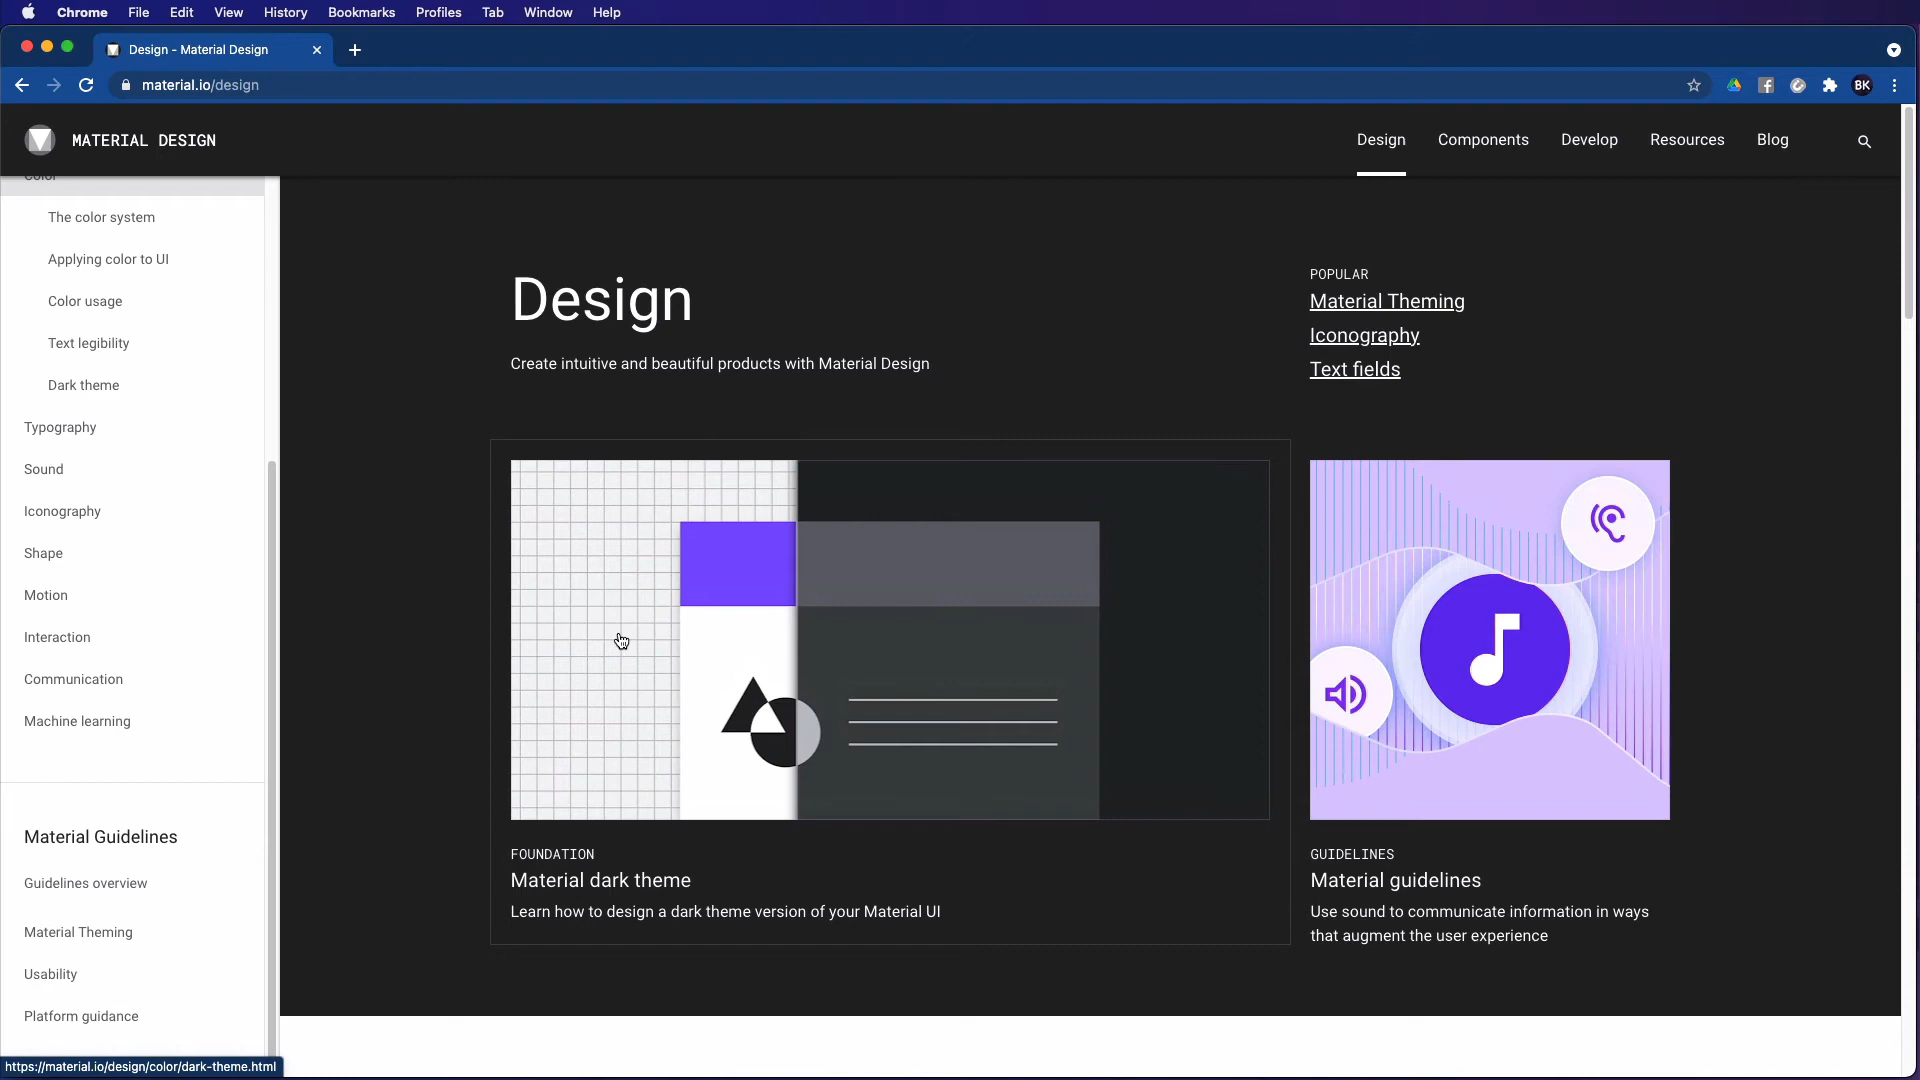 Chrome File Edit View History Bookmarks Profiles Tab Window Help
Design - Material Design
material.io/design
BK
MATERIAL DESIGN
Design Components Develop Resources Blog
Color
The color system
Applying color to UI
Color usage
Text legibility
Dark theme
Typography
Sound
Iconography
Shape
Motion
Interaction
Communication
Machine learning
Material Guidelines
Guidelines overview
Material Theming
Usability
Platform guidance
https://material.io/design/color/dark-theme.html
Design
Create intuitive and beautiful products with Material Design
POPULAR
Material Theming
Iconography
Text fields
FOUNDATION
Material dark theme
Learn how to design a dark theme version of your Material UI
GUIDELINES
Material guidelines
Use sound to communicate information in ways
that augment the user experience